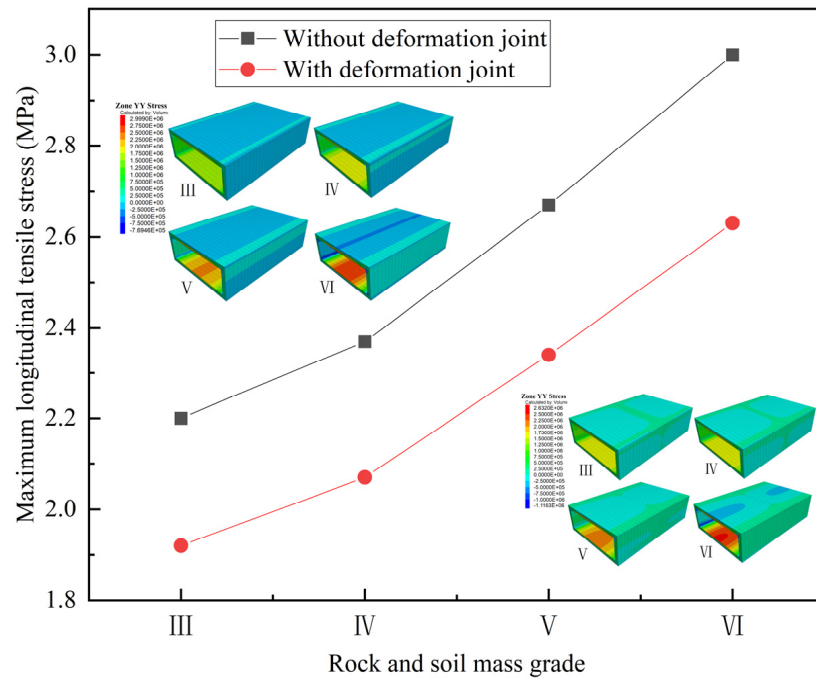 Without deformation joint
With deformation joint
3.0
2.8
2.6
2.4
2.2
2.0
1.8
Maximum longitudinal tensile stress (MPa)
Zone YY Stress
Calculated by: Volume
2.9990E+06
2.7500E+06
2.5000E+06
2.2500E+06
2.0000E+06
1.7500E+06
1.5000E+06
1.2500E+06
1.0000E+06
7.5000E+05
5.0000E+05
2.5000E+05
0.0000E+00
-2.5000E+05
-5.0000E+05
-7.5000E+05
-7.6946E+05
III
IV
V
VI
Zone YY Stress
Calculated by: Volume
2.6320E+06
2.5000E+06
2.2500E+06
2.0000E+06
1.7500E+06
1.5000E+06
1.2500E+06
1.0000E+06
7.5000E+05
5.0000E+05
2.5000E+05
0.0000E+00
-2.5000E+05
-5.0000E+05
-7.5000E+05
-1.0000E+06
-1.1163E+06
III
IV
V
VI
III IV V VI
Rock and soil mass grade